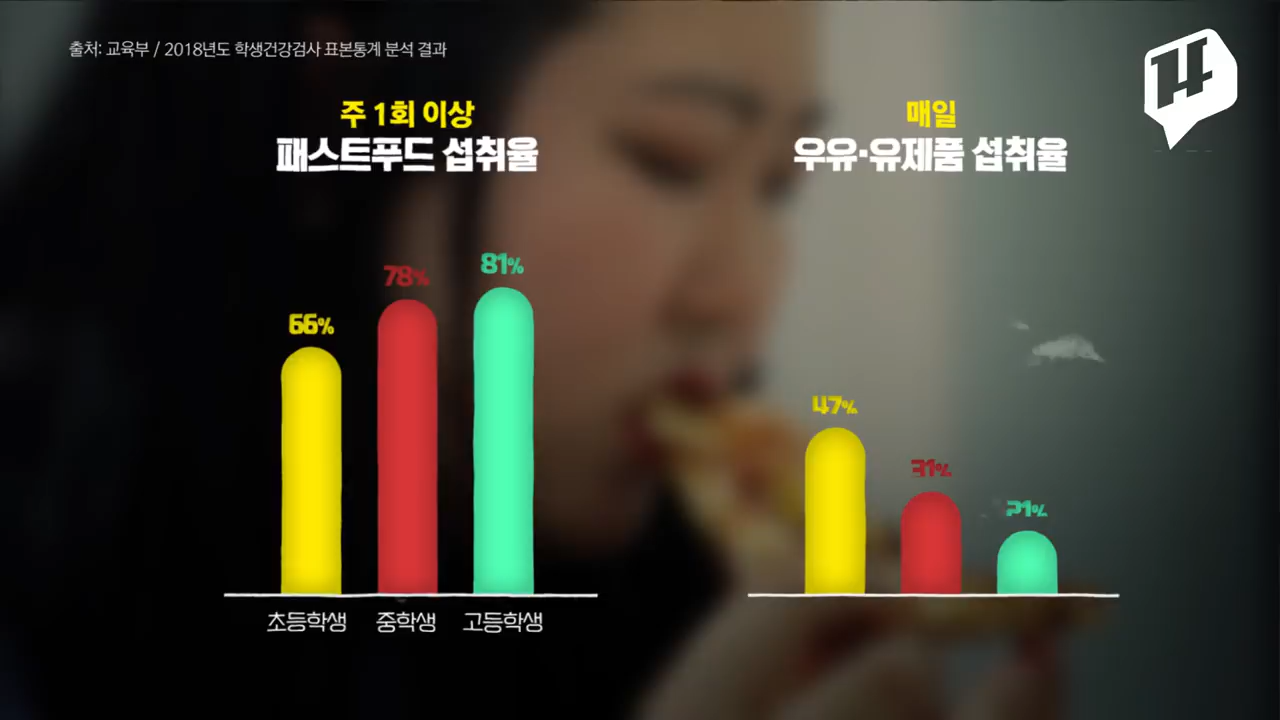 출처: 교육부 / 2018년도 학생건강검사 표본통계 분석 결과
주 1회 이상
패스트푸드 섭취율
66%
78%
81%
초등학생
중학생
고등학생
매일
우유·유제품 섭취율
47%
31%
21%